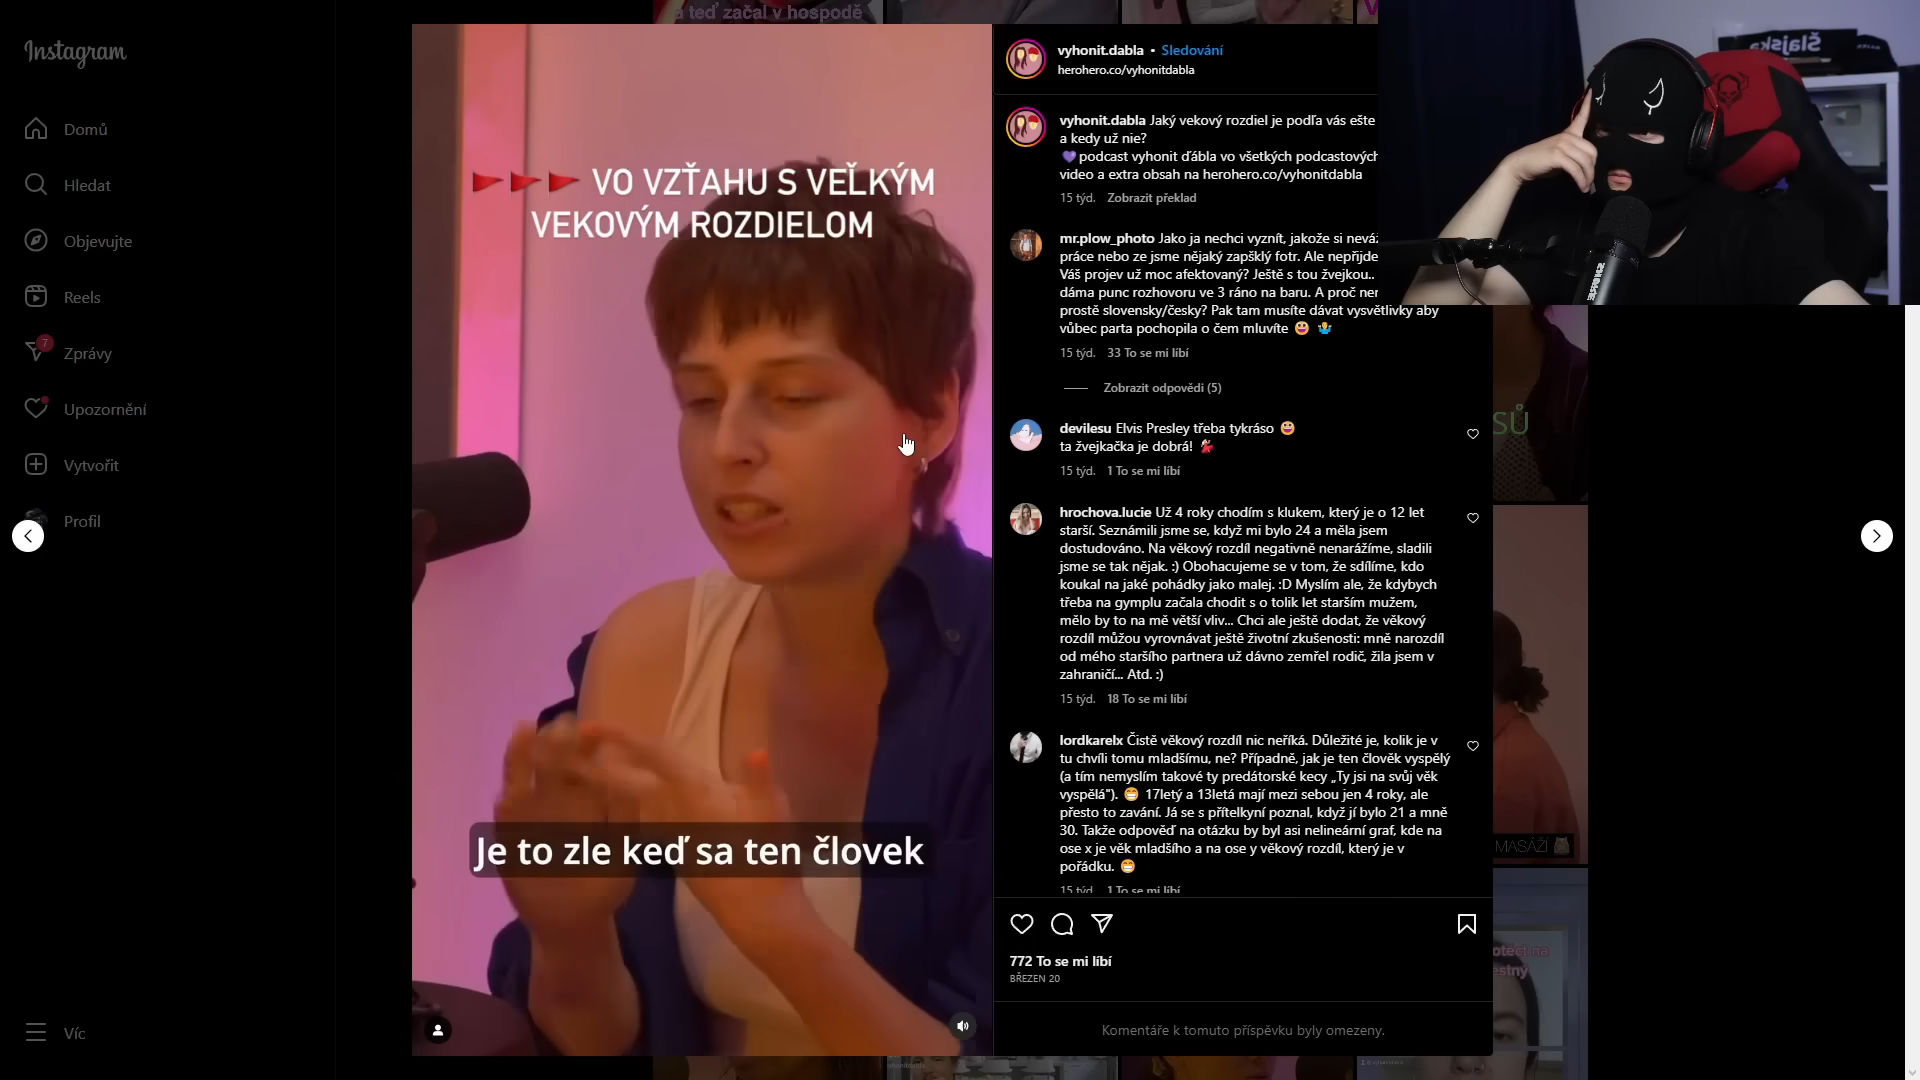 Instagram
Domů
Hledat
Objevujte
Reels
7
Zprávy
Upozornění
Vytvořit
Profil
Víc
a teď začal v hospodě
VO VZŤAHU S VEĽKÝM
VEKOVÝM ROZDIELOM
Je to zle keď sa ten človek
vyhonit.dabla • Sledování
herohero.co/vyhonitdabla
vyhonit.dabla Jaký vekový rozdiel je podľa vás ešte
a kedy už nie?
💜podcast vyhonit ďábla vo všetkých podcastových
video a extra obsah na herohero.co/vyhonitdabla
15 týd. Zobrazit překlad
mr.plow_photo Jako ja nechci vyznít, jakože si neváž
práce nebo ze jsme nějaký zapšklý fotr. Ale nepřijde
Váš projev už moc afektovaný? Ještě s tou žvejkou..
dáma punc rozhovoru ve 3 ráno na baru. A proč
prostě slovensky/česky? Pak tam musíte dávat vysvětlivky aby
vůbec parta pochopila o čem mluvíte 😃 🤷‍♂️
15 týd. 33 To se mi líbí
Zobrazit odpovědi (5)
devilesu Elvis Presley třeba tykráso 😃
ta žvejkačka je dobrá! 💃
15 týd. 1 To se mi líbí
hrochova.lucie Už 4 roky chodím s klukem, který je o 12 let
starší. Seznámili jsme se, když mi bylo 24 a měla jsem
dostudováno. Na věkový rozdíl negativně nenarážíme, sladili
jsme se tak nějak. :) Obohacujeme se v tom, že sdílíme, kdo
koukal na jaké pohádky jako malej. :D Myslím ale, že kdybych
třeba na gymplu začala chodit s o tolik let starším mužem,
mělo by to na mě větší vliv... Chci ale ještě dodat, že věkový
rozdíl můžou vyrovnávat ještě životní zkušenosti: mně narozdíl
od mého staršího partnera už dávno zemřel rodič, žila jsem v
zahraničí... Atd. :)
15 týd. 18 To se mi líbí
lordkarelx Čistě věkový rozdíl nic neříká. Důležité je, kolik je v
tu chvíli tomu mladšímu, ne? Případně, jak je ten člověk vyspělý
(a tím nemyslím takové ty predátorské kecy „Ty jsi na svůj věk
vyspělá"). 😁 17letý a 13letá mají mezi sebou jen 4 roky, ale
přesto to zavání. Já se s přítelkyní poznal, když jí bylo 21 a mně
30. Takže odpověď na otázku by byl asi nelineární graf, kde na
ose x je věk mladšího a na ose y věkový rozdíl, který je v
pořádku. 😁
15 týd. 1 To se mi líbí
772 To se mi líbí
BŘEZEN 20
Komentáře k tomuto příspěvku byly omezeny.
Šlajska
SŮ
MASÁŽÍ